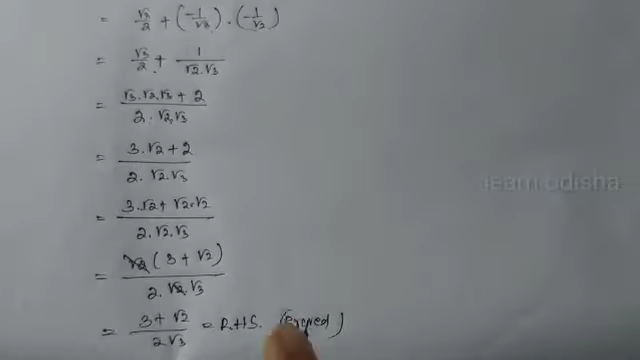 = √3/2 + (-1/√3) · (-1/√2)
= √3/2 + 1/√2.√3
= √3.√2.√3 + 2 / 2.√2.√3
= 3.√2 + 2 / 2.√2.√3
= 3.√2 + √2.√2 / 2.√2.√3
= √2 (3 + √2) / 2.√2.√3
= 3 + √2 / 2√3 = R.H.S. (Proved)